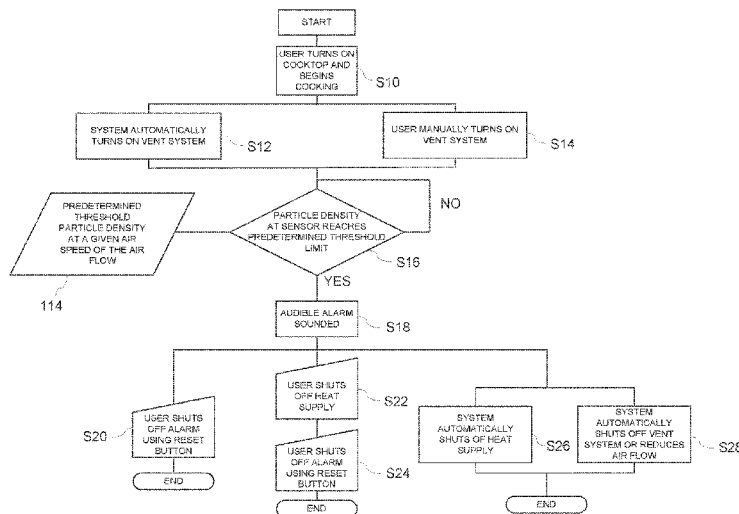 START
USER TURNS ON
COOKTOP AND
BEGINS
COOKING
S10
SYSTEM AUTOMATICALLY
TURNS ON VENT SYSTEM
S12
USER MANUALLY TURNS ON
VENT SYSTEM
S14
PREDETERMINED
THRESHOLD
PARTICLE DENSITY
AT A GIVEN AIR
SPEED OF THE AIR
FLOW
114
PARTICLE DENSITY
AT SENSOR REACHES
PREDETERMINED THRESHOLD
LIMIT
NO
S16
YES
AUDIBLE ALARM
SOUNDED
S18
USER SHUTS
OFF ALARM
USING RESET
BUTTON
S20
END
USER SHUTS
OFF HEAT
SUPPLY
S22
USER SHUTS
OFF ALARM
USING RESET
BUTTON
S24
END
SYSTEM
AUTOMATICALLY
SHUTS OF HEAT
SUPPLY
S26
SYSTEM
AUTOMATICALLY
SHUTS OFF VENT
SYSTEM OR REDUCES
AIR FLOW
S28
END